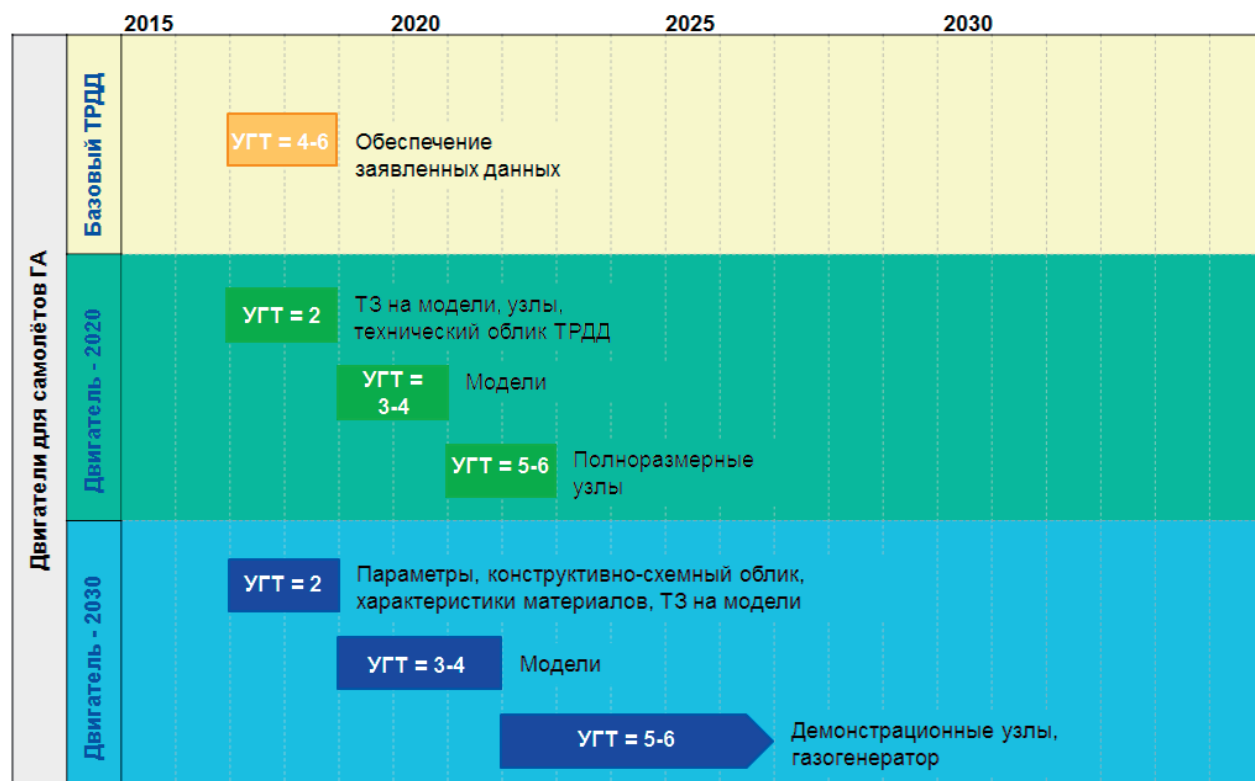 2015 2020 2025 2030
Двигатели для самолётов ГА
Базовый ТРДД
УГТ = 4-6
Обеспечение
заявленных данных
Двигатель - 2020
УГТ = 2
ТЗ на модели, узлы,
технический облик ТРДД
УГТ =
3-4
Модели
УГТ = 5-6
Полноразмерные
узлы
Двигатель - 2030
УГТ = 2
Параметры, конструктивно-схемный облик,
характеристики материалов, ТЗ на модели
УГТ = 3-4
Модели
УГТ = 5-6
Демонстрационные узлы,
газогенератор